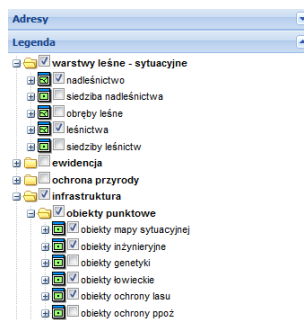 Adresy
Legenda
warstwy leśne - sytuacyjne
nadleśnictwo
siedziba nadleśnictwa
obręby leśne
leśnictwa
siedziby leśnictw
ewidencja
ochrona przyrody
infrastruktura
obiekty punktowe
obiekty mapy sytuacyjnej
obiekty inżynieryjne
obiekty genetyki
obiekty łowieckie
obiekty ochrony lasu
obiekty ochrony ppoż